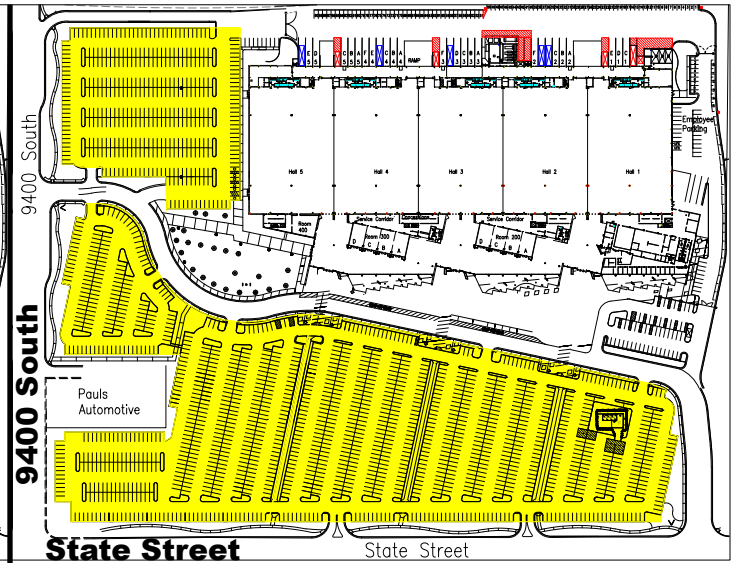 RAMP
Employee
Parking
9400 South
Hall 5
Hall 4
Hall 3
Hall 2
Hall 1
Room
400
Service Corridor
Room 300
D C B A
Service Corridor
Room 200
D C B A
9400 South
Pauls
Automotive
State Street
State Street